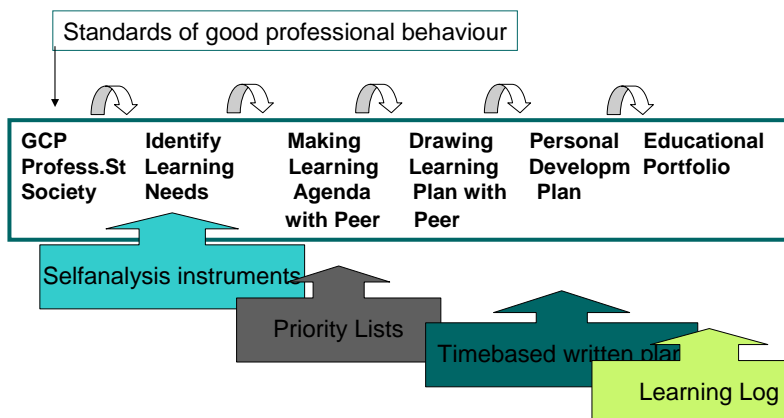 Standards of good professional behaviour
GCP
Profess.St
Society
Identify
Learning
Needs
Making
Learning
Agenda
with Peer
Drawing
Learning
Plan with
Peer
Personal
Developm
Plan
Educational
Portfolio
Selfanalysis instruments
Priority Lists
Timebased written plan
Learning Log